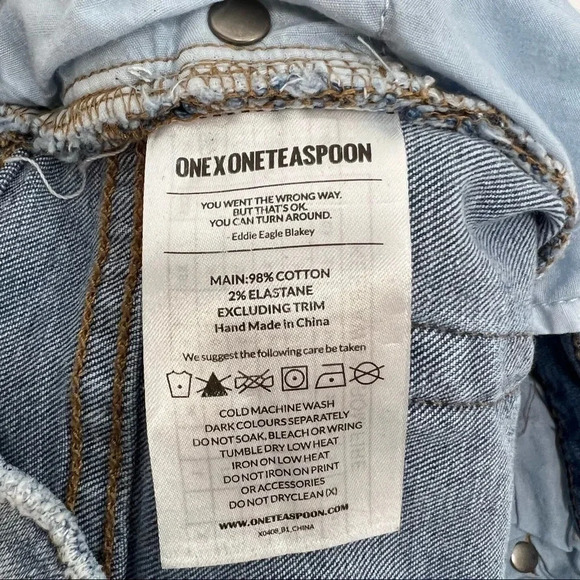 ONEXONETEASPOON
YOU WENT THE WRONG WAY.
BUT THAT'S OK.
YOU CAN TURN AROUND.
-Eddie Eagle Blakey
MAIN:98% COTTON
2% ELASTANE
EXCLUDING TRIM
Hand Made in China
We suggest the following care be taken
COLD MACHINE WASH
DARK COLOURS SEPARATELY
DO NOT SOAK, BLEACH OR WRING
TUMBLE DRY LOW HEAT
IRON ON LOW HEAT
DO NOT IRON ON PRINT
OR ACCESSORIES
DO NOT DRYCLEAN (X)
WWW.ONETEASPOON.COM
X0408_B1_CHINA